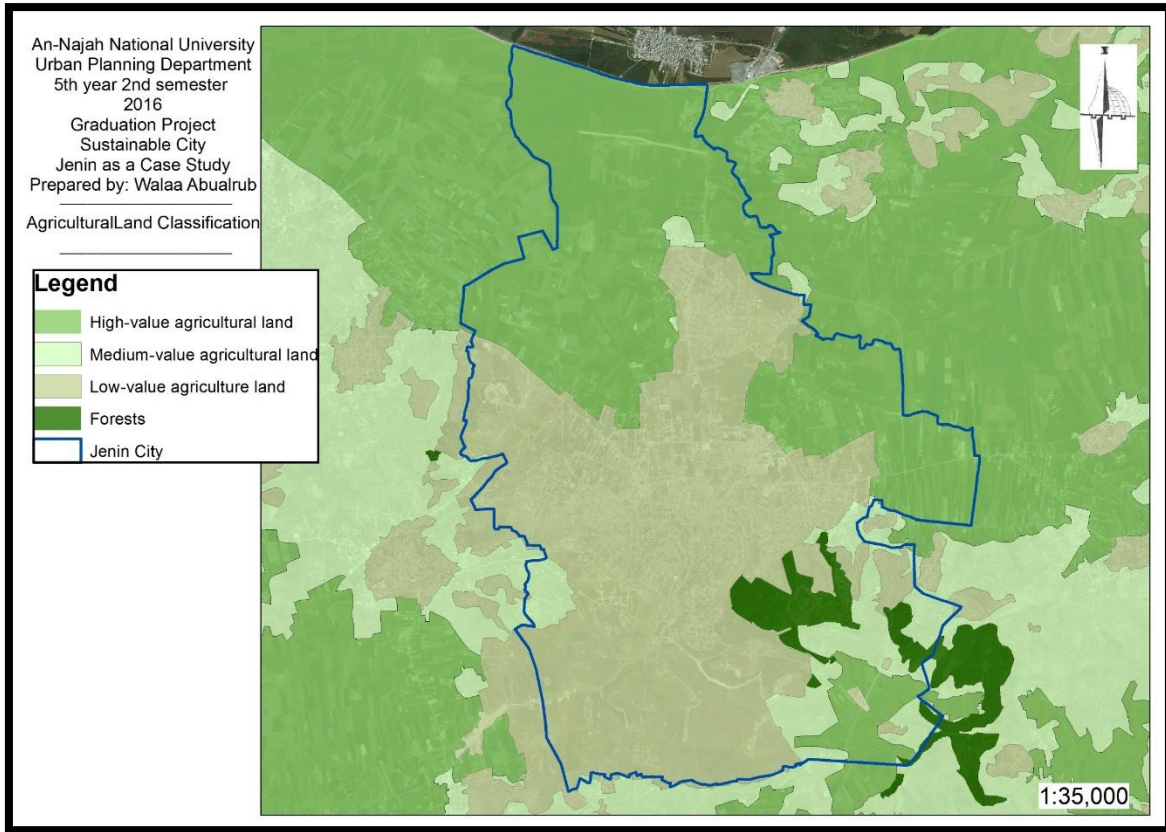 An-Najah National University
Urban Planning Department
5th year 2nd semester
2016
Graduation Project
Sustainable City
Jenin as a Case Study
Prepared by: Walaa Abualrub
AgriculturalLand Classification
Legend
High-value agricultural land
Medium-value agricultural land
Low-value agriculture land
Forests
Jenin City
1:35,000